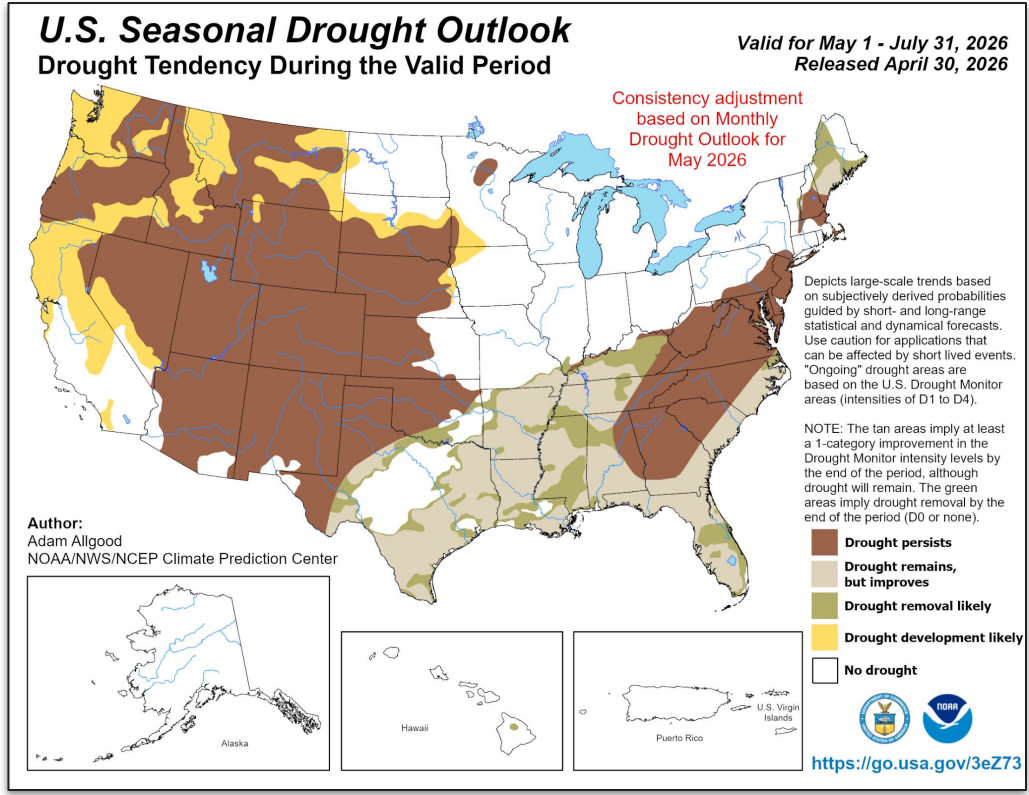 U.S. Seasonal Drought Outlook
Drought Tendency During the Valid Period
Valid for May 1 - July 31, 2026
Released April 30, 2026
Consistency adjustment
based on Monthly
Drought Outlook for
May 2026
Depicts large-scale trends based
on subjectively derived probabilities
guided by short- and long-range
statistical and dynamical forecasts.
Use caution for applications that
can be affected by short lived events.
"Ongoing" drought areas are
based on the U.S. Drought Monitor
areas (intensities of D1 to D4).
NOTE: The tan areas imply at least
a 1-category improvement in the
Drought Monitor intensity levels by
the end of the period, although
drought will remain. The green
areas imply drought removal by the
end of the period (D0 or none).
Author:
Adam Allgood
NOAA/NWS/NCEP Climate Prediction Center
Drought persists
Drought remains,
but improves
Drought removal likely
Drought development likely
No drought
Alaska
Hawaii
Puerto Rico
U.S. Virgin
Islands
NOAA
https://go.usa.gov/3eZ73